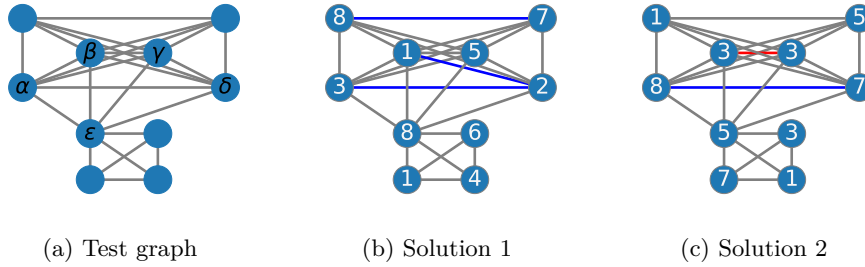 8 7 1 5
β γ 1 5 3 3
α δ 3 2 8 7
ε 8 6 5 3
1 4 7 1
(a) Test graph (b) Solution 1 (c) Solution 2